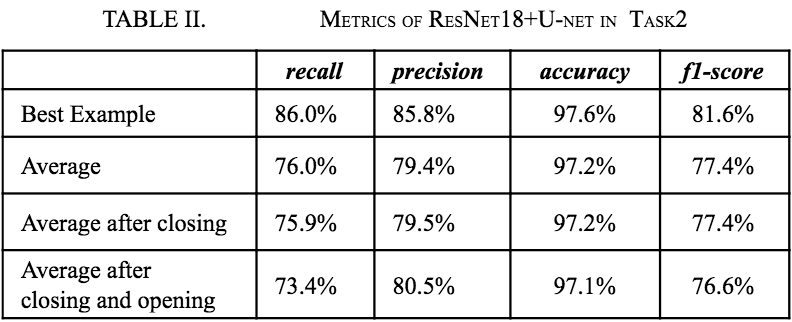 TABLE II. METRICS OF RESNET18+U-NET IN TASK2
recall precision accuracy f1-score
Best Example 86.0% 85.8% 97.6% 81.6%
Average 76.0% 79.4% 97.2% 77.4%
Average after closing 75.9% 79.5% 97.2% 77.4%
Average after
closing and opening 73.4% 80.5% 97.1% 76.6%